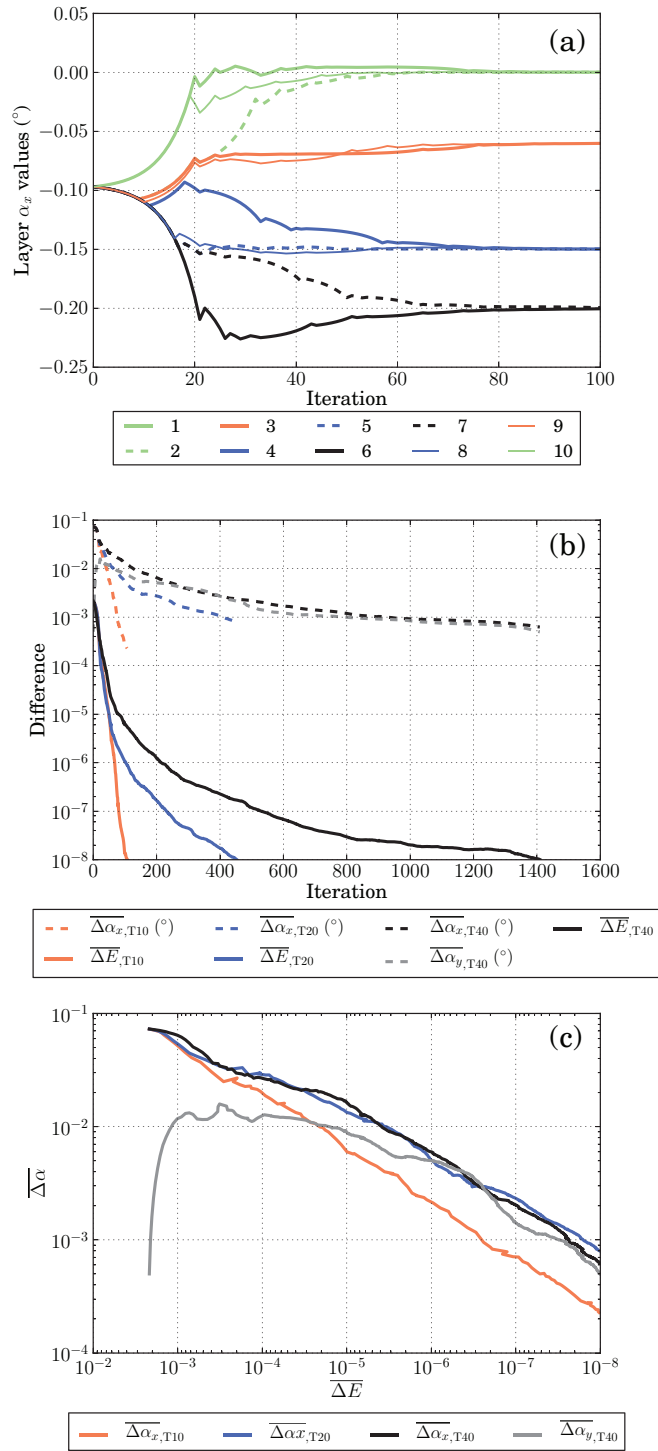 (a)
Layer αx values (°)
0.05
0.00
−0.05
−0.10
−0.15
−0.20
−0.25
0 20 40 60 80 100
Iteration
1 3 5 7 9
2 4 6 8 10
(b)
Difference
10^-1
10^-2
10^-3
10^-4
10^-5
10^-6
10^-7
10^-8
0 200 400 600 800 1000 1200 1400 1600
Iteration
Δαx,T10 (°) Δαx,T20 (°) Δαx,T40 (°) ΔE,T40
ΔE,T10 ΔE,T20 Δαy,T40 (°)
(c)
Δα
10^-1
10^-2
10^-3
10^-4
10^-2 10^-3 10^-4 10^-5 10^-6 10^-7 10^-8
ΔE
Δαx,T10 Δαx,T20 Δαx,T40 Δαy,T40